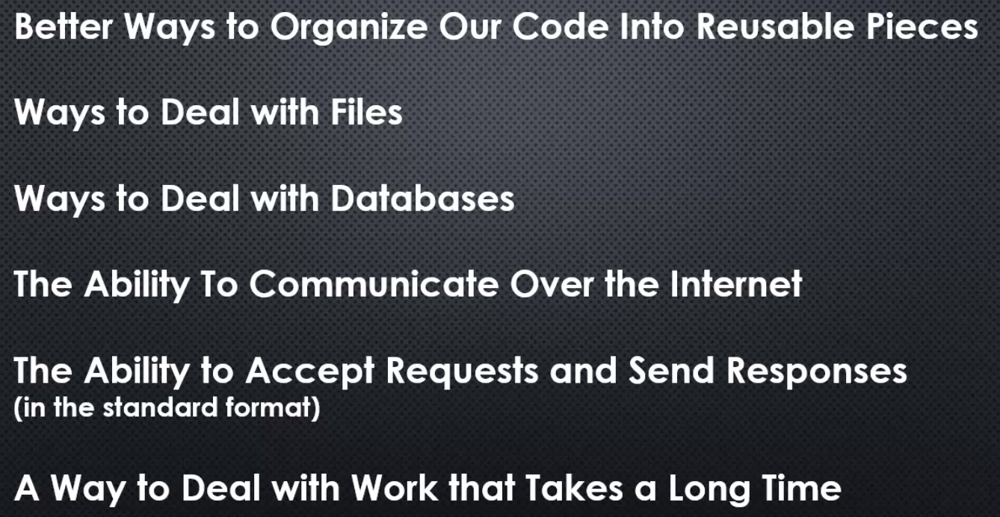 Better Ways to Organize Our Code Into Reusable Pieces
Ways to Deal with Files
Ways to Deal with Databases
The Ability To Communicate Over the Internet
The Ability to Accept Requests and Send Responses
(in the standard format)
A Way to Deal with Work that Takes a Long Time